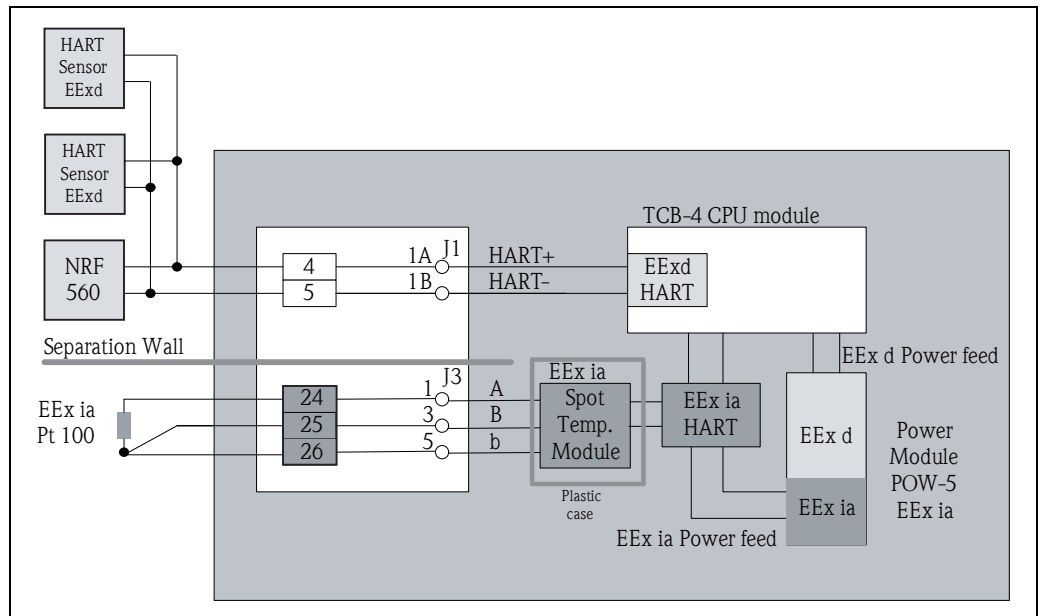 HART
Sensor
EExd
HART
Sensor
EExd
NRF
560
TCB-4 CPU module
4
5
1A
J1
1B
HART+
HART-
EExd
HART
Separation Wall
EEx d Power feed
EEx ia
Pt 100
24
25
26
1
J3
3
5
A
B
b
EEx ia
Spot
Temp.
Module
Plastic
case
EEx ia
HART
EEx d
EEx ia
Power
Module
POW-5
EEx ia
EEx ia Power feed